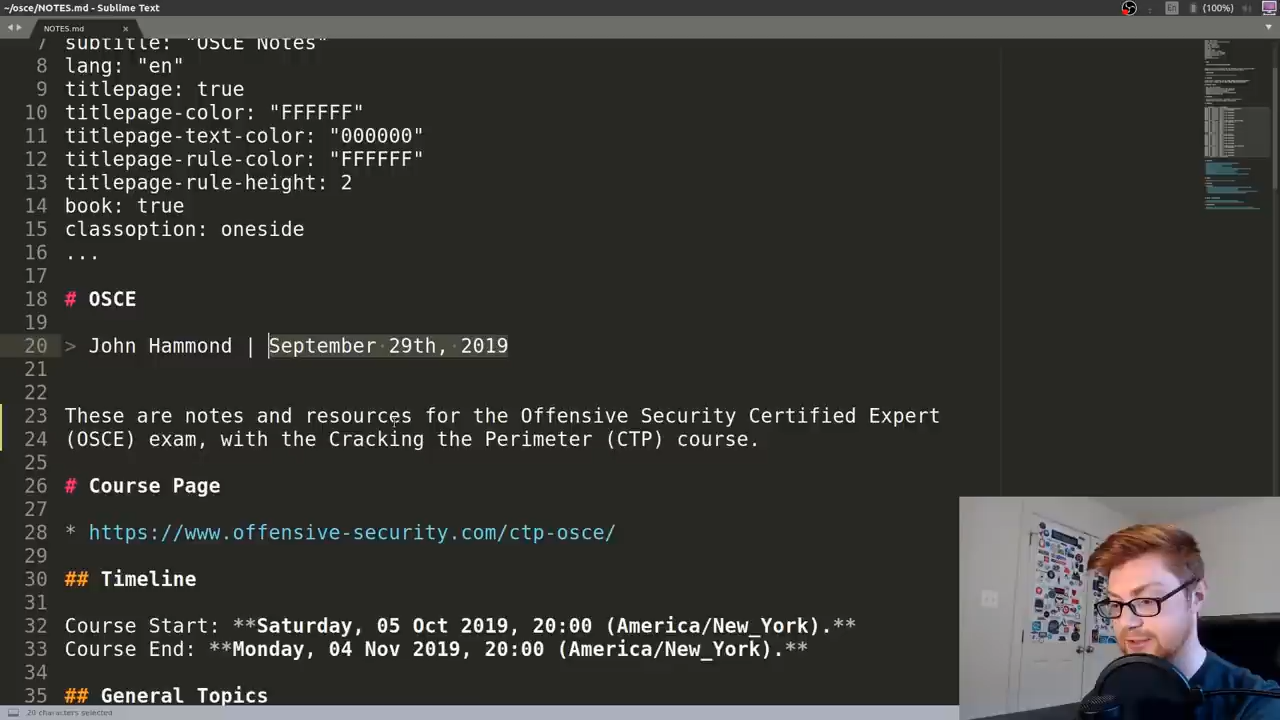 ~/osce/NOTES.md - Sublime Text
En
(100%)
NOTES.md ×
7 subtitle: "OSCE Notes"
8 lang: "en"
9 titlepage: true
10 titlepage-color: "FFFFFF"
11 titlepage-text-color: "000000"
12 titlepage-rule-color: "FFFFFF"
13 titlepage-rule-height: 2
14 book: true
15 classoption: oneside
16 ...
17
18 # OSCE
19
20 > John Hammond | September 29th, 2019
21
22
23 These are notes and resources for the Offensive Security Certified Expert
24 (OSCE) exam, with the Cracking the Perimeter (CTP) course.
25
26 # Course Page
27
28 * https://www.offensive-security.com/ctp-osce/
29
30 ## Timeline
31
32 Course Start: **Saturday, 05 Oct 2019, 20:00 (America/New_York).**
33 Course End: **Monday, 04 Nov 2019, 20:00 (America/New_York).**
34
35 ## General Topics
20 characters selected